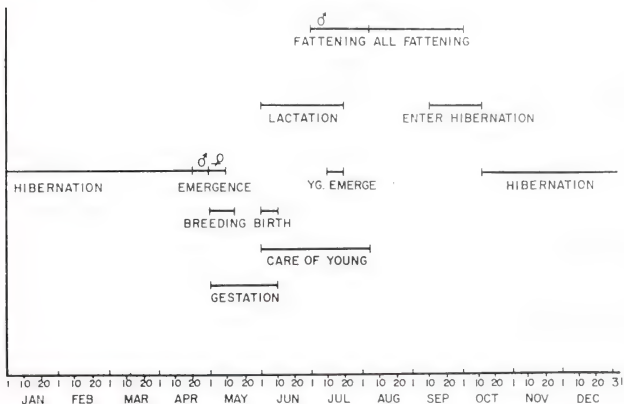 ♂
FATTENING ALL FATTENING
LACTATION ENTER HIBERNATION
♂ ♀
HIBERNATION EMERGENCE YG. EMERGE HIBERNATION
BREEDING BIRTH
CARE OF YOUNG
GESTATION
1 10 20 1 10 20 1 10 20 1 10 20 1 10 20 1 10 20 1 10 20 1 10 20 1 10 20 1 10 20 1 10 20 1 10 20 31
JAN FEB MAR APR MAY JUN JUL AUG SEP OCT NOV DEC